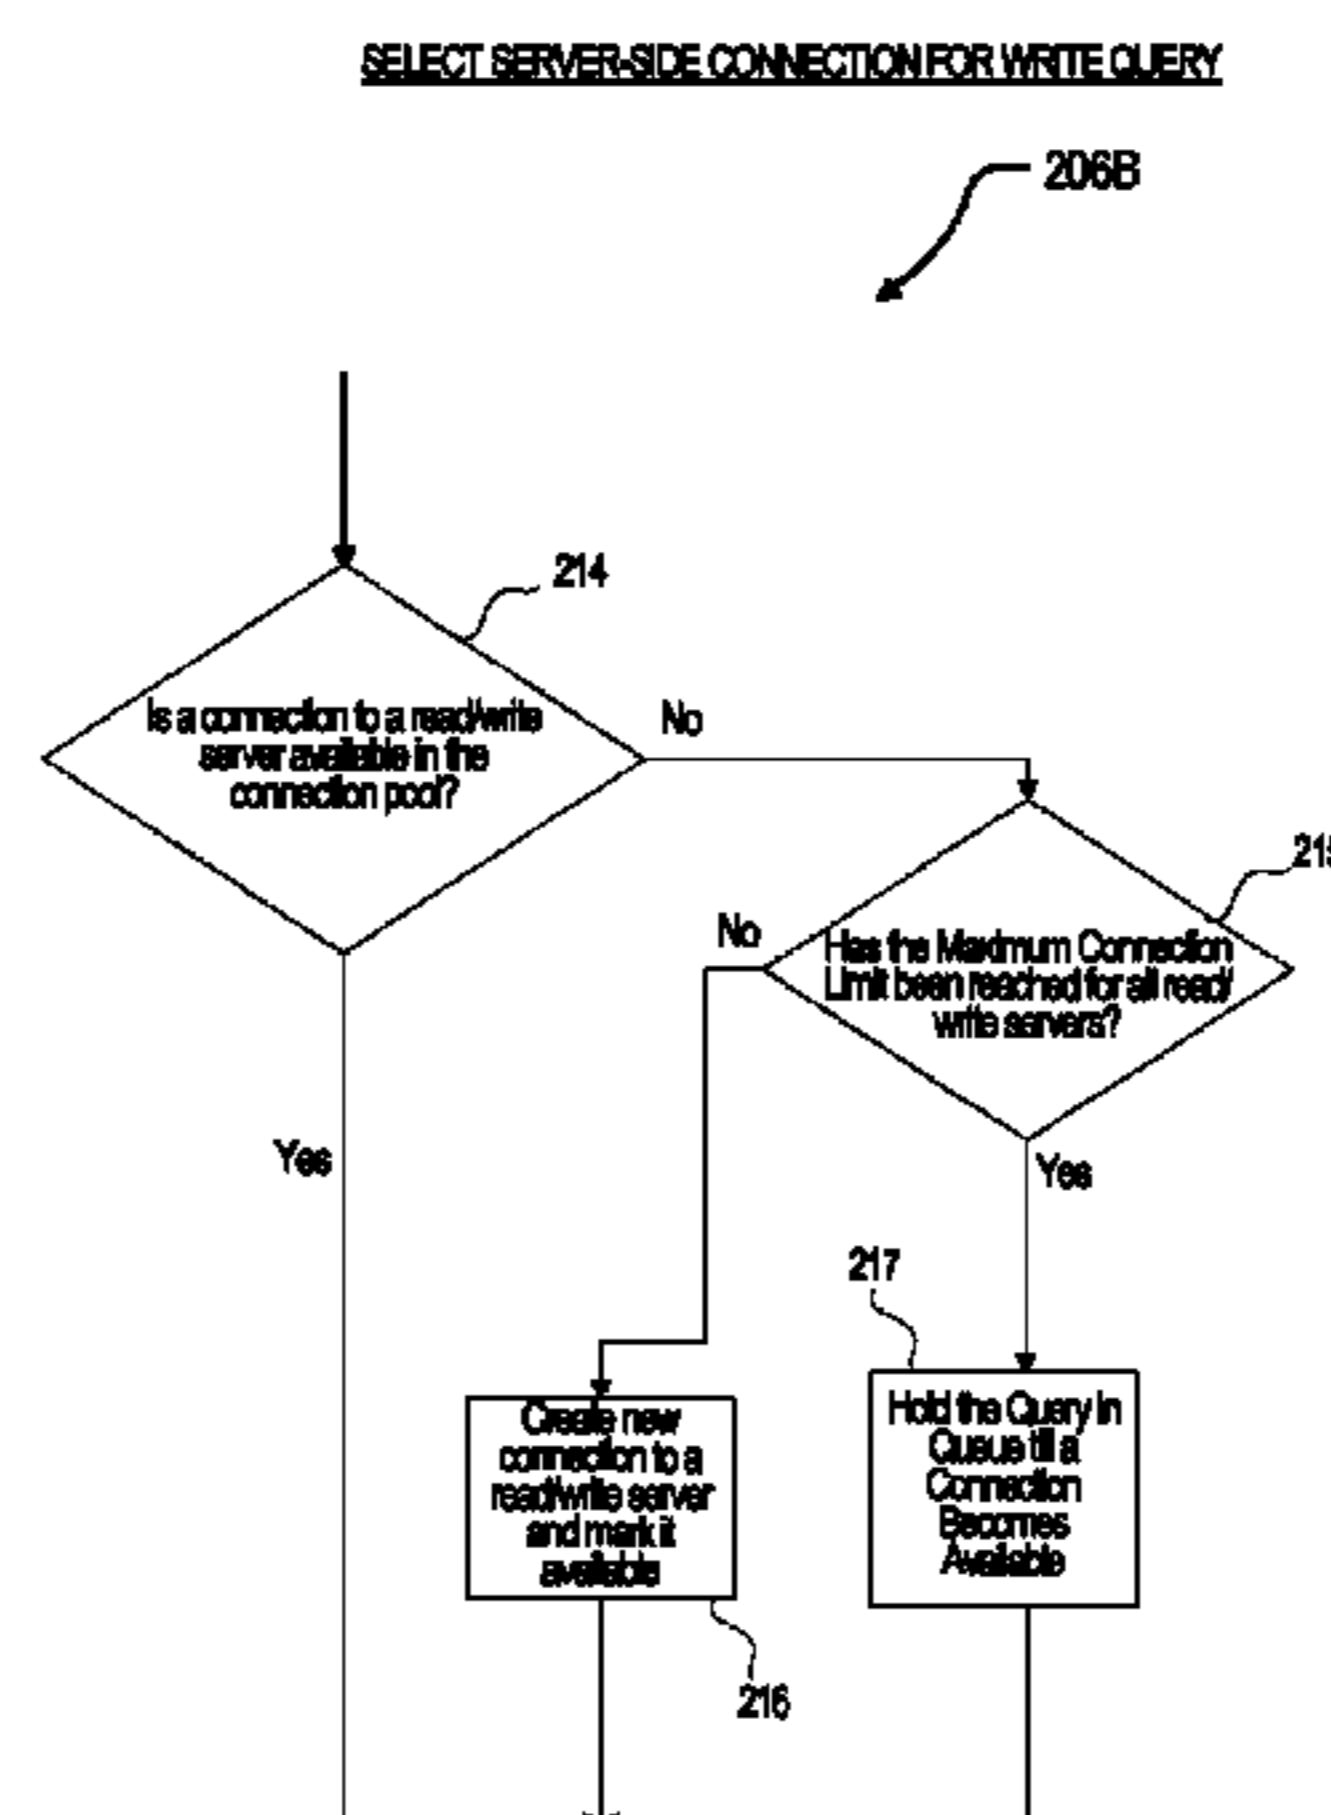 SELECT SERVER-SIDE CONNECTION FOR WRITE QUERY
206B
214
Is a connection to a read/write
server available in the
connection pool?
No
Yes
215
Has the Maximum Connection
Limit been reached for all read/
write servers?
No
Yes
217
Hold the Query in
Queue till a
Connection
Becomes
Available
Create new
connection to a
read/write server
and mark it
available
216